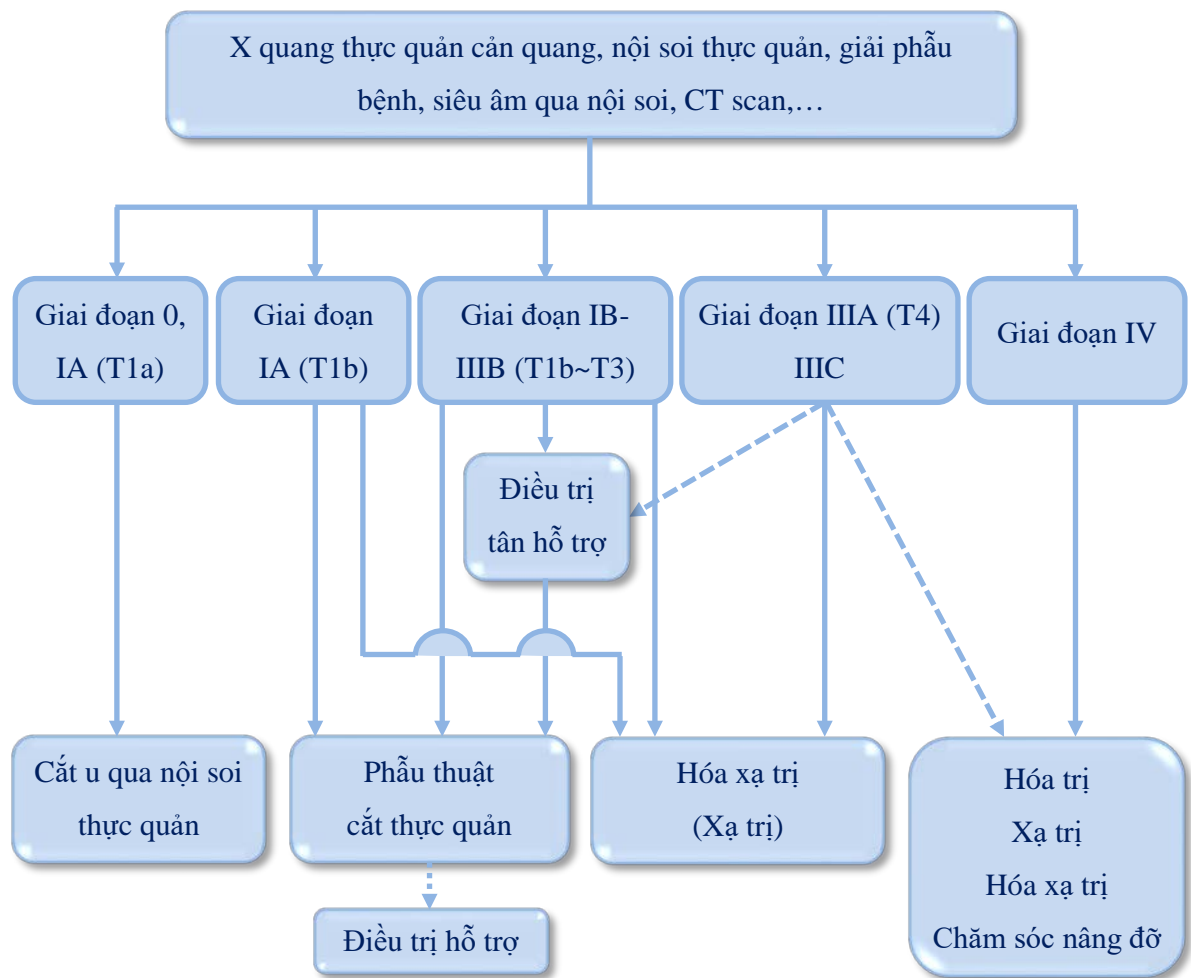 X quang thực quản cản quang, nội soi thực quản, giải phẫu
bệnh, siêu âm qua nội soi, CT scan,…
Giai đoạn 0,
IA (T1a)
Giai đoạn
IA (T1b)
Giai đoạn IB-
IIIB (T1b~T3)
Giai đoạn IIIA (T4)
IIIC
Giai đoạn IV
Điều trị
tân hỗ trợ
Cắt u qua nội soi
thực quản
Phẫu thuật
cắt thực quản
Hóa xạ trị
(Xạ trị)
Hóa trị
Xạ trị
Hóa xạ trị
Chăm sóc nâng đỡ
Điều trị hỗ trợ